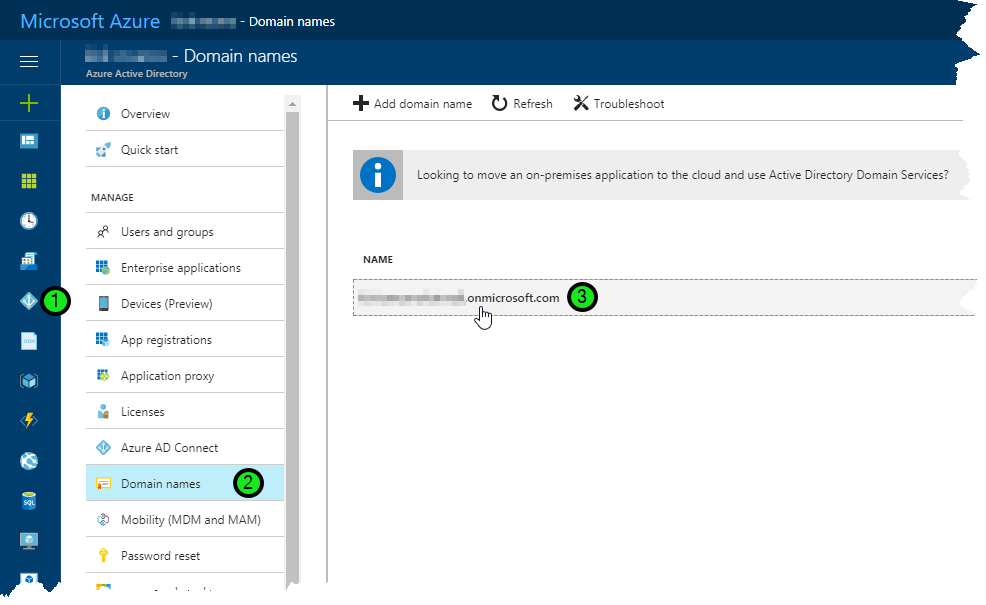 Microsoft Azure - Domain names
- Domain names
Azure Active Directory
Overview
Quick start
MANAGE
Users and groups
Enterprise applications
Devices (Preview)
App registrations
Application proxy
Licenses
Azure AD Connect
Domain names
Mobility (MDM and MAM)
Password reset
1
2
SQL
Add domain name
Refresh
Troubleshoot
Looking to move an on-premises application to the cloud and use Active Directory Domain Services?
NAME
.onmicrosoft.com
3